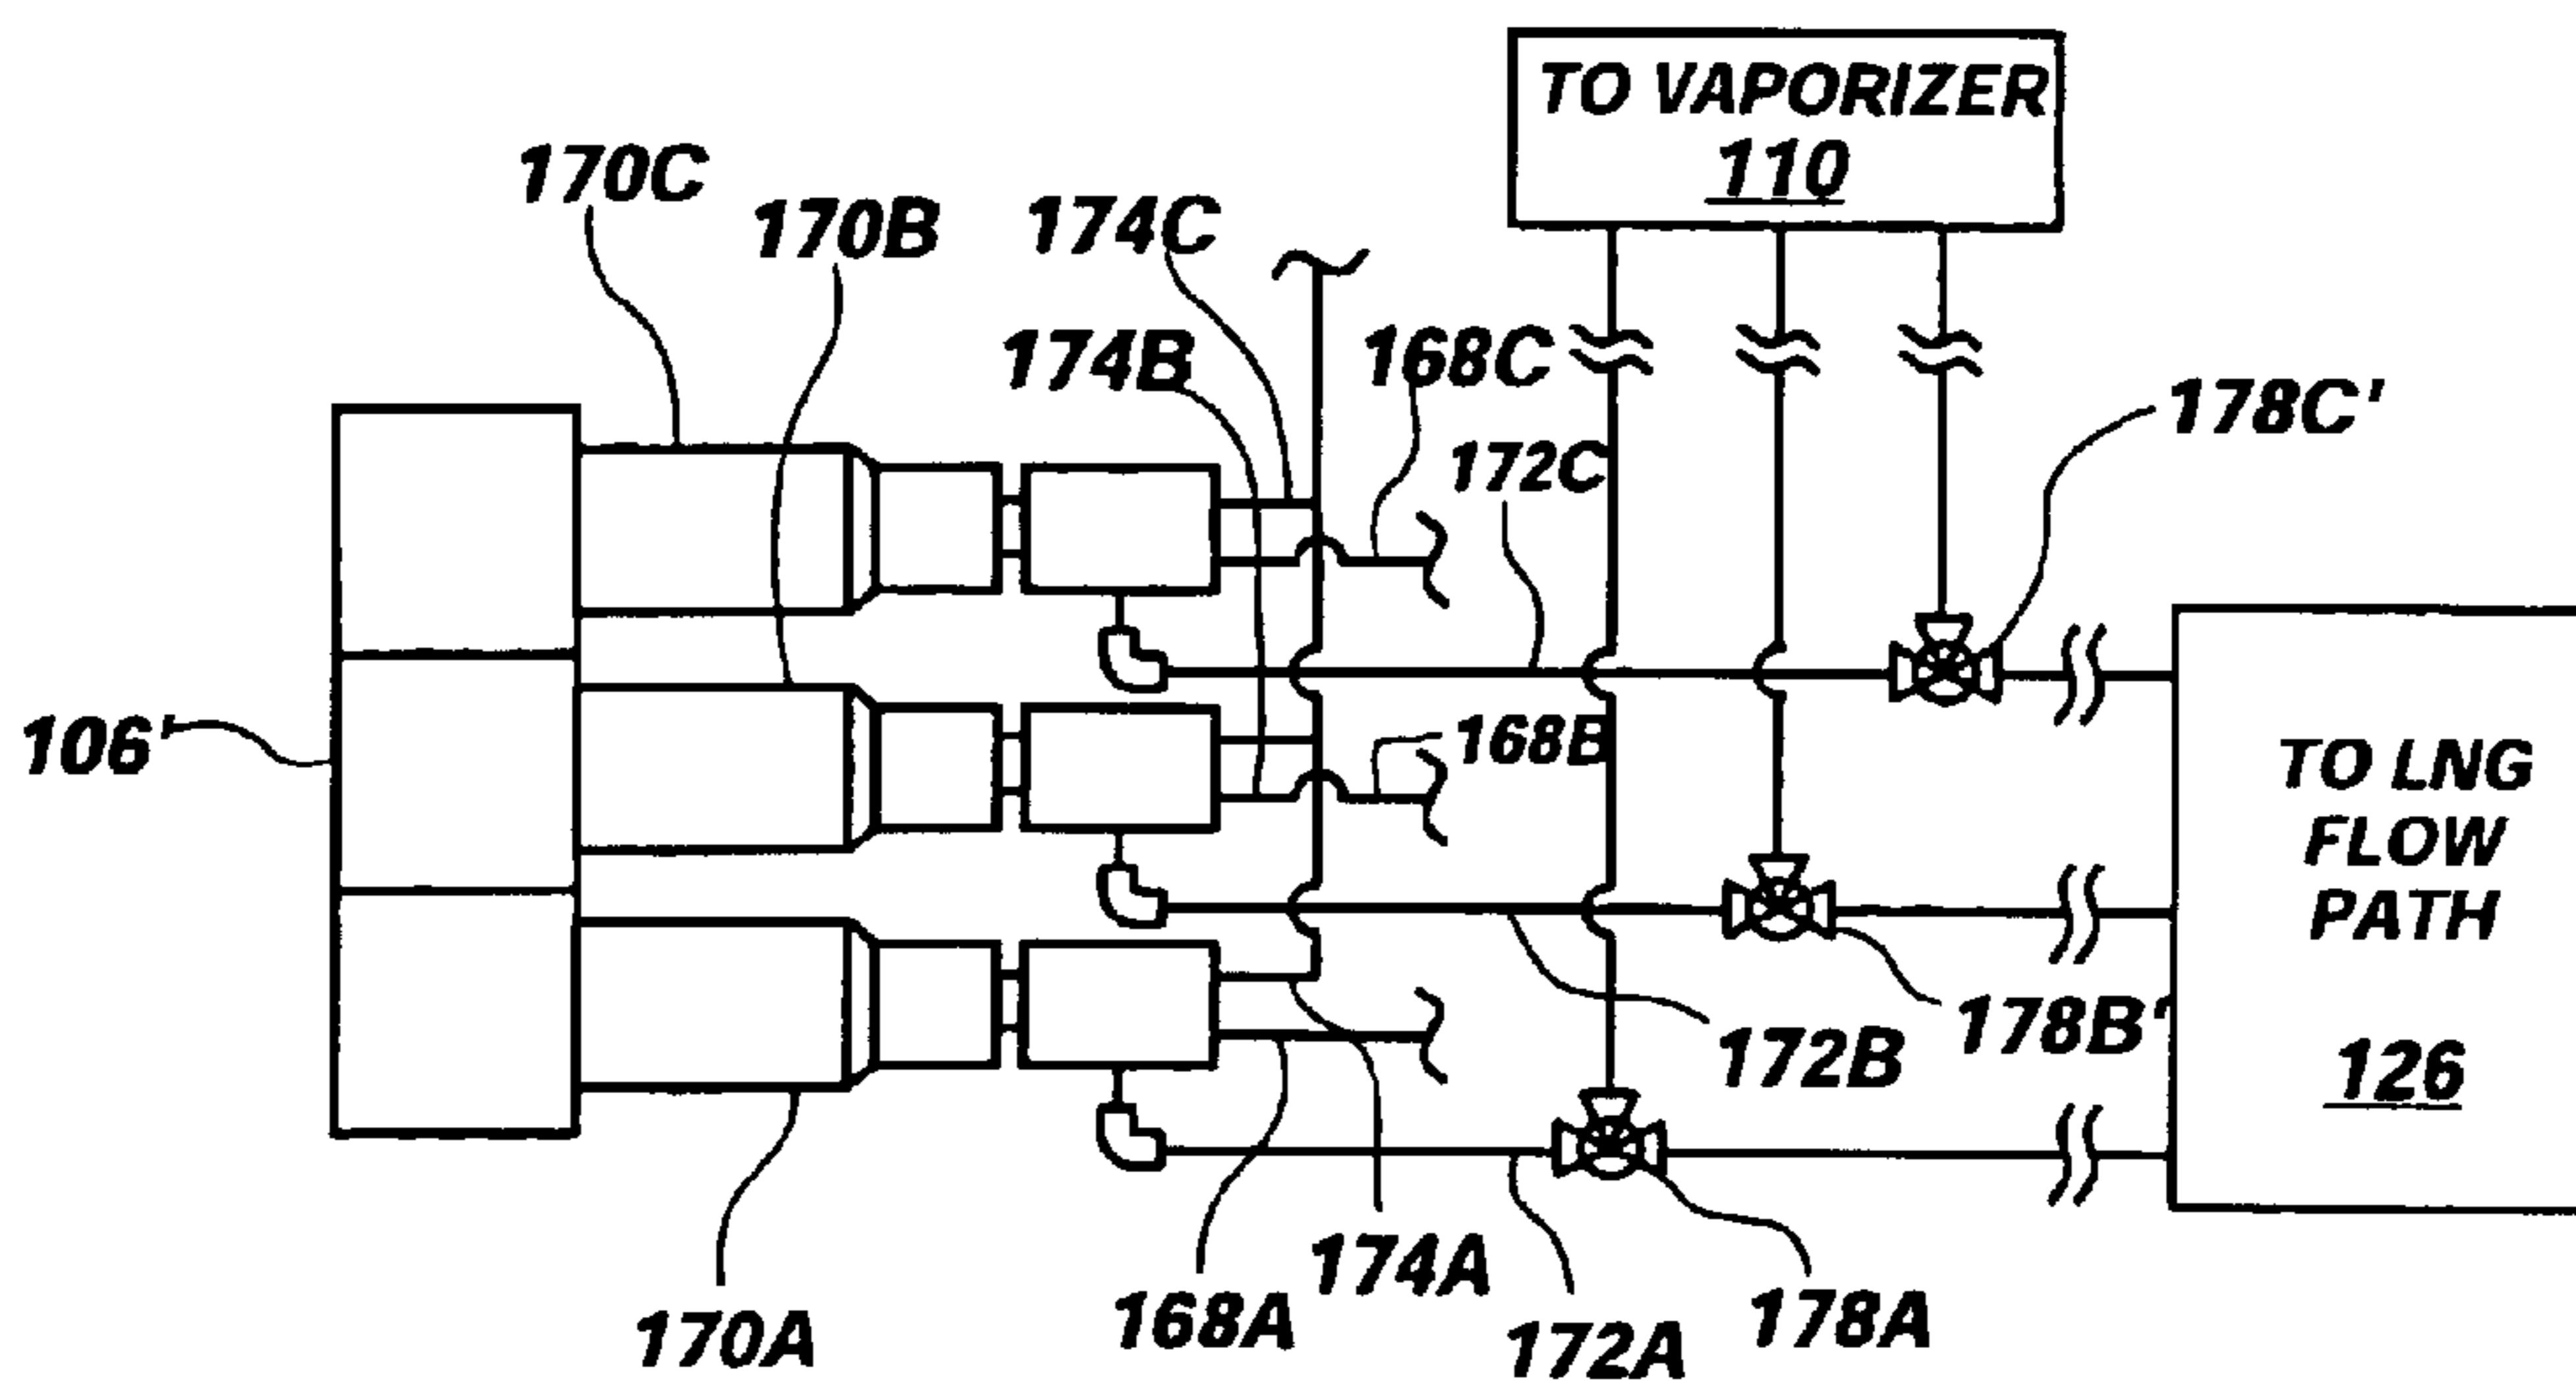 TO VAPORIZER
110
170C
170B
174C
174B
168C
172C
178C'
106'
168B
TO LNG
FLOW
PATH
126
172B
178B'
174A
168A
170A
172A
178A